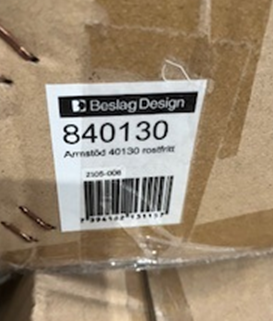 Beslag Design
840130
Armstöd 40130 rostfritt
2305-006